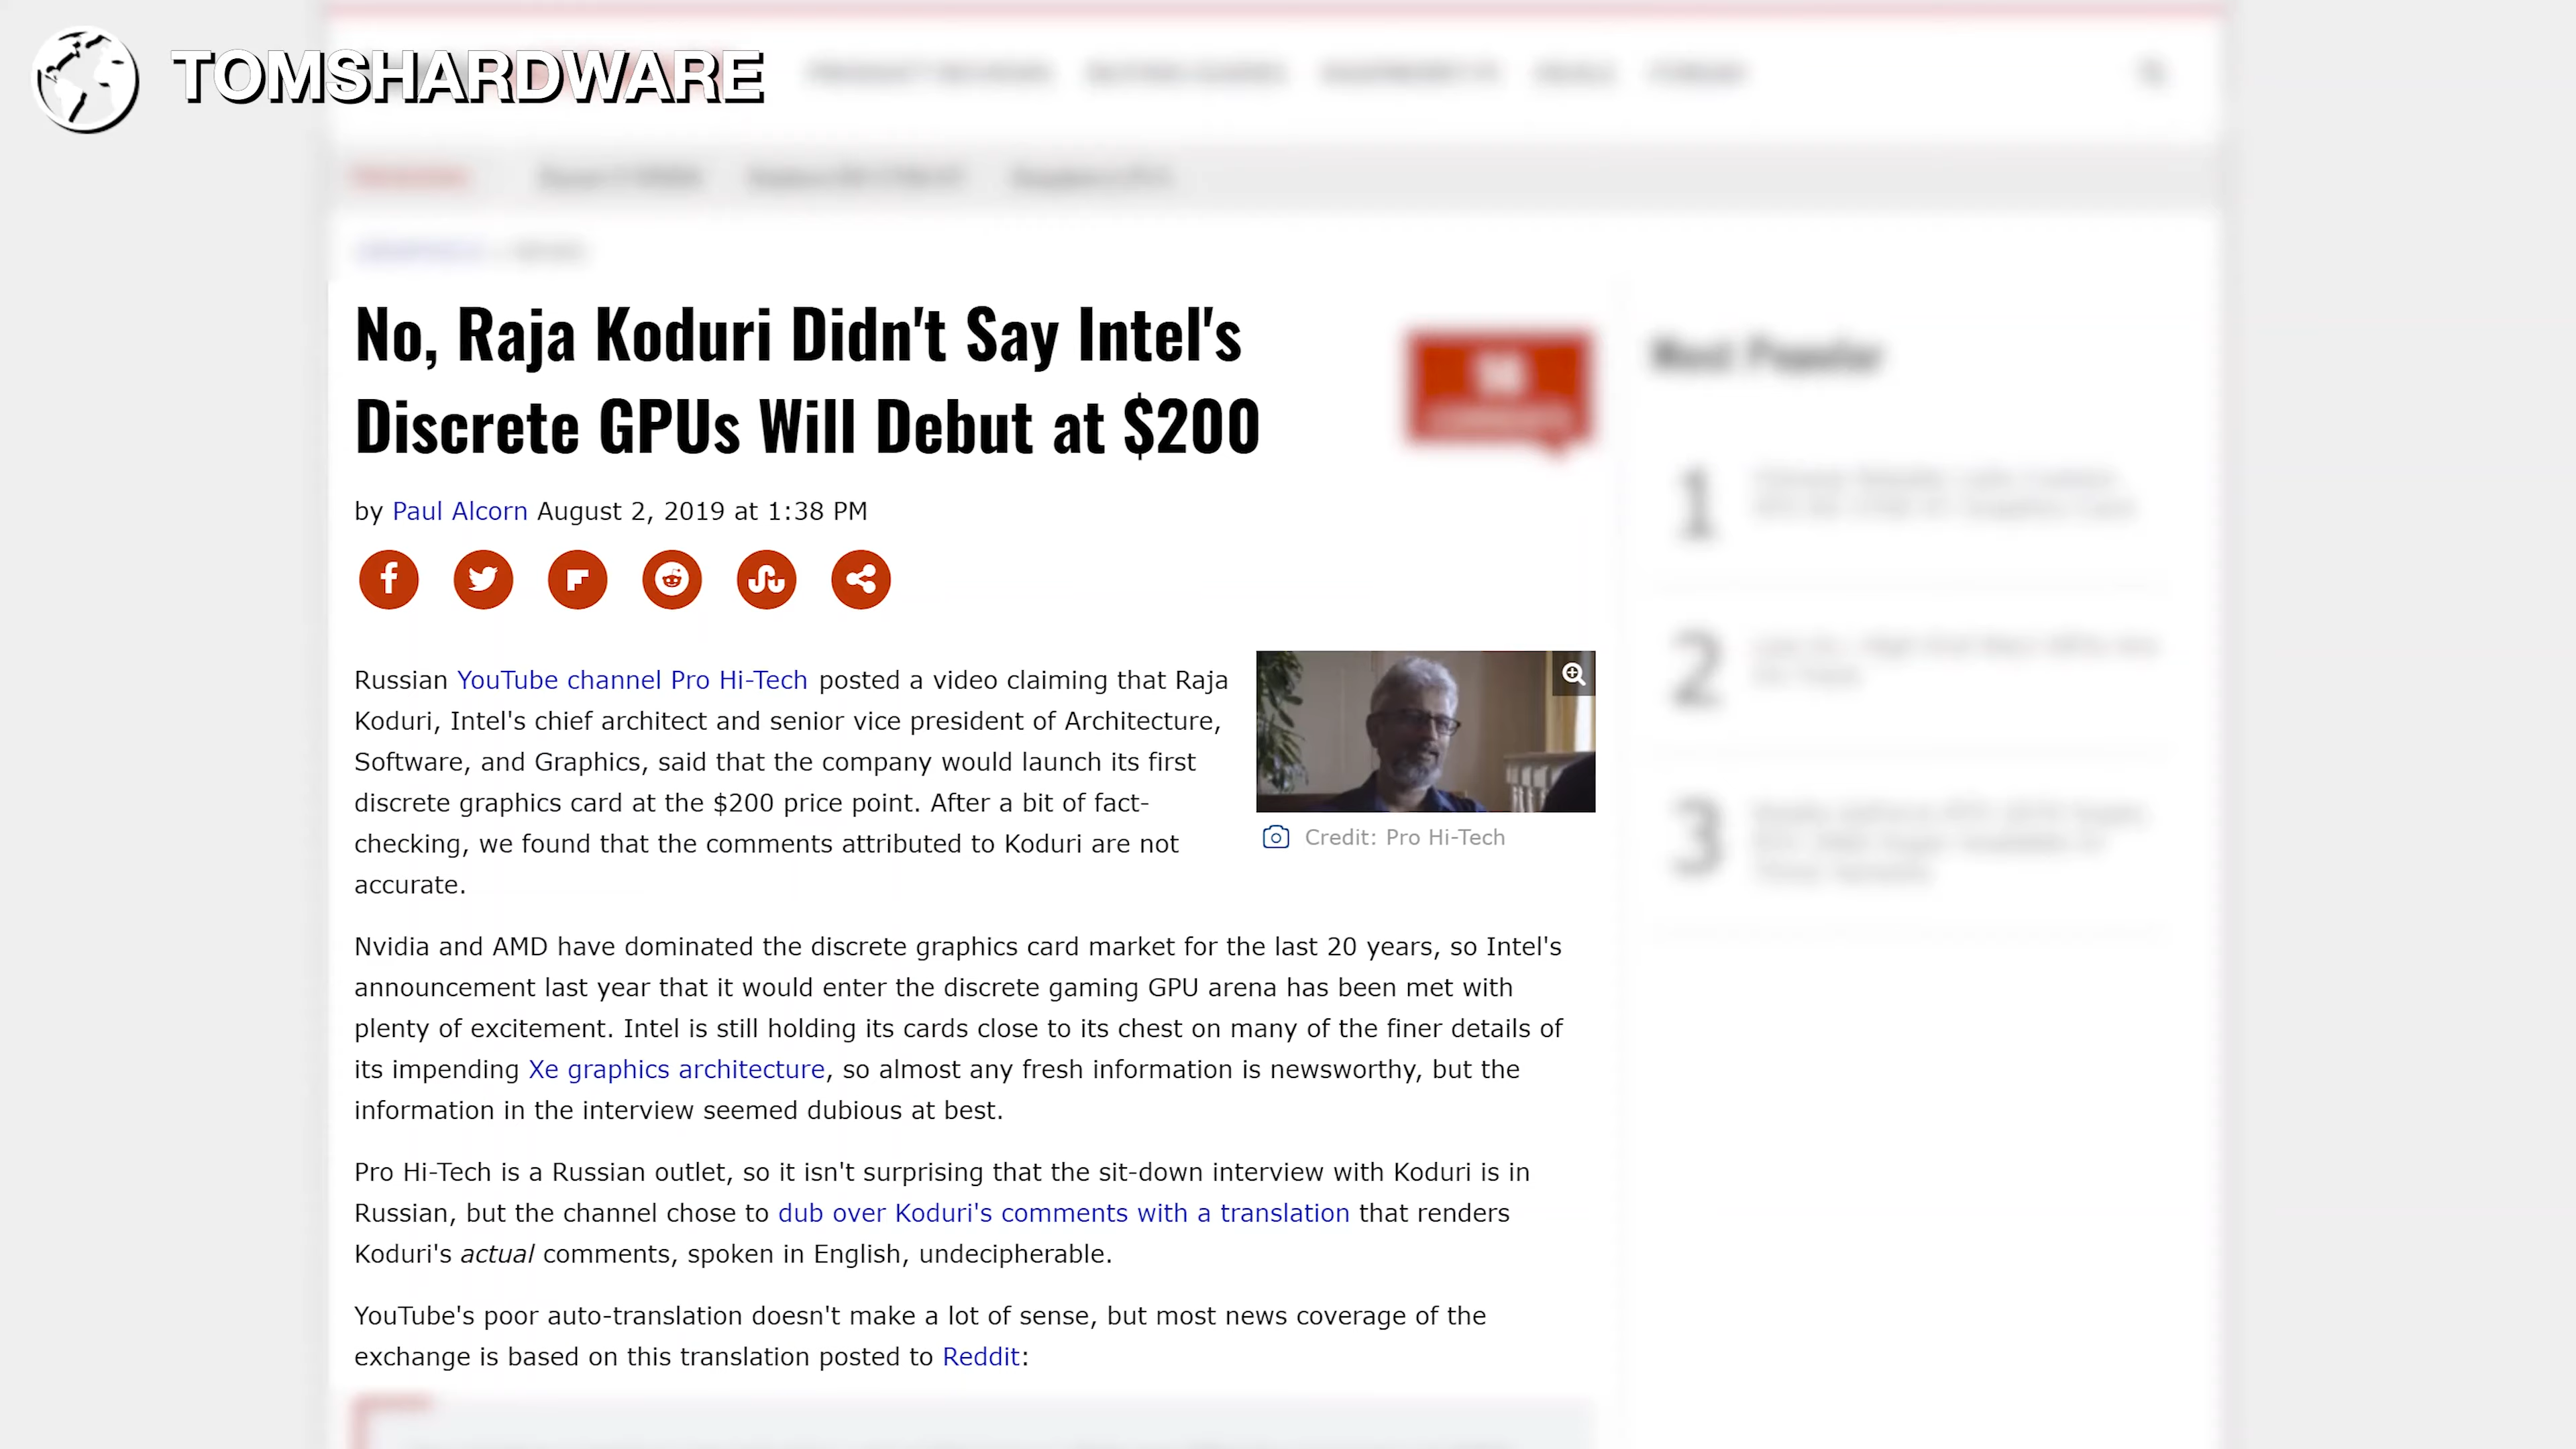 TOMSHARDWARE
No, Raja Koduri Didn't Say Intel's
Discrete GPUs Will Debut at $200
by Paul Alcorn August 2, 2019 at 1:38 PM
Russian YouTube channel Pro Hi-Tech posted a video claiming that Raja
Koduri, Intel's chief architect and senior vice president of Architecture,
Software, and Graphics, said that the company would launch its first
discrete graphics card at the $200 price point. After a bit of fact-
checking, we found that the comments attributed to Koduri are not
accurate.
Credit: Pro Hi-Tech
Nvidia and AMD have dominated the discrete graphics card market for the last 20 years, so Intel's
announcement last year that it would enter the discrete gaming GPU arena has been met with
plenty of excitement. Intel is still holding its cards close to its chest on many of the finer details of
its impending Xe graphics architecture, so almost any fresh information is newsworthy, but the
information in the interview seemed dubious at best.
Pro Hi-Tech is a Russian outlet, so it isn't surprising that the sit-down interview with Koduri is in
Russian, but the channel chose to dub over Koduri's comments with a translation that renders
Koduri's actual comments, spoken in English, undecipherable.
YouTube's poor auto-translation doesn't make a lot of sense, but most news coverage of the
exchange is based on this translation posted to Reddit:
Most Popular
1
2
3